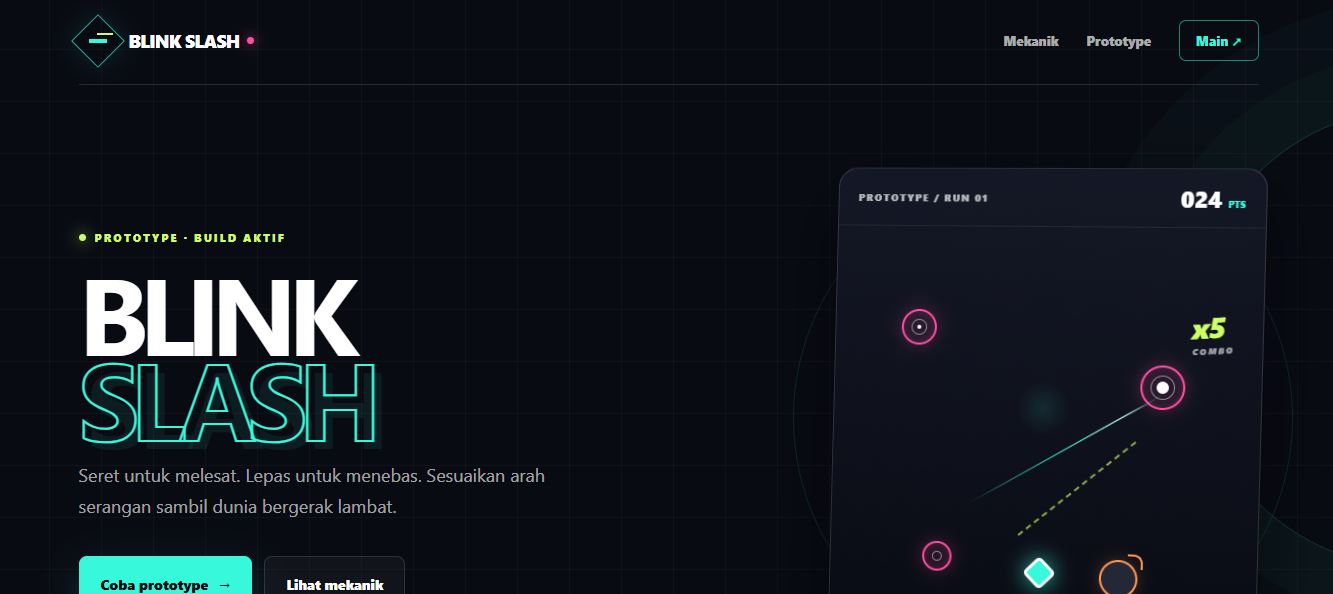 BLINK SLASH
Mekanik
Prototype
Main ↗
PROTOTYPE / RUN 01
024 PTS
PROTOTYPE · BUILD AKTIF
BLINK
SLASH
x5
COMBO
Seret untuk melesat. Lepas untuk menebas. Sesuaikan arah
serangan sambil dunia bergerak lambat.
Coba prototype →
Lihat mekanik